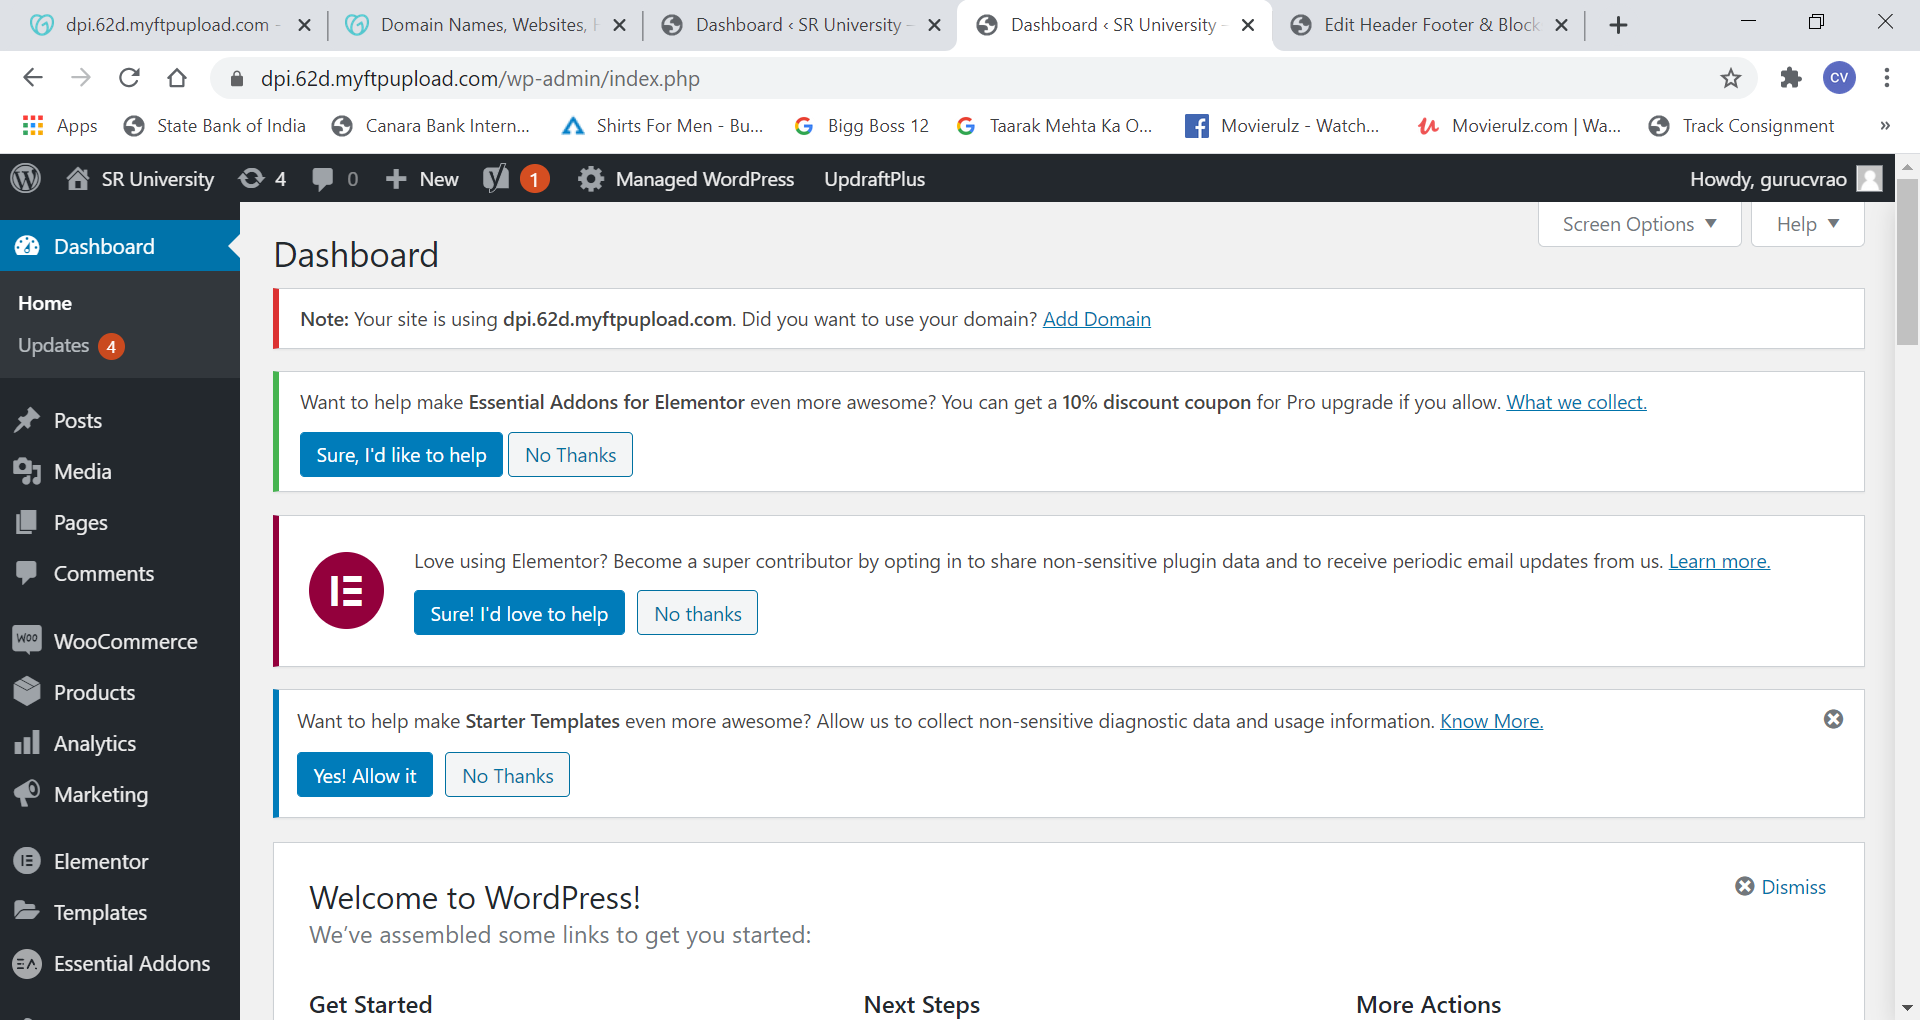 dpi.62d.myftpupload.com -
Domain Names, Websites, H
Dashboard ‹ SR University –
Dashboard ‹ SR University –
Edit Header Footer & Block
dpi.62d.myftpupload.com/wp-admin/index.php
CV
Apps
State Bank of India
Canara Bank Intern...
Shirts For Men - Bu...
Bigg Boss 12
Taarak Mehta Ka O...
Movierulz - Watch...
Movierulz.com | Wa...
Track Consignment
»
SR University
4
0
New
1
Managed WordPress
UpdraftPlus
Howdy, gurucvrao
Dashboard
Home
Updates 4
Posts
Media
Pages
Comments
WooCommerce
Products
Analytics
Marketing
Elementor
Templates
Essential Addons
Screen Options
Help
Dashboard
Note: Your site is using dpi.62d.myftpupload.com. Did you want to use your domain? Add Domain
Want to help make Essential Addons for Elementor even more awesome? You can get a 10% discount coupon for Pro upgrade if you allow. What we collect.
Sure, I'd like to help
No Thanks
Love using Elementor? Become a super contributor by opting in to share non-sensitive plugin data and to receive periodic email updates from us. Learn more.
Sure! I'd love to help
No thanks
Want to help make Starter Templates even more awesome? Allow us to collect non-sensitive diagnostic data and usage information. Know More.
Yes! Allow it
No Thanks
Welcome to WordPress!
Dismiss
We've assembled some links to get you started:
Get Started
Next Steps
More Actions